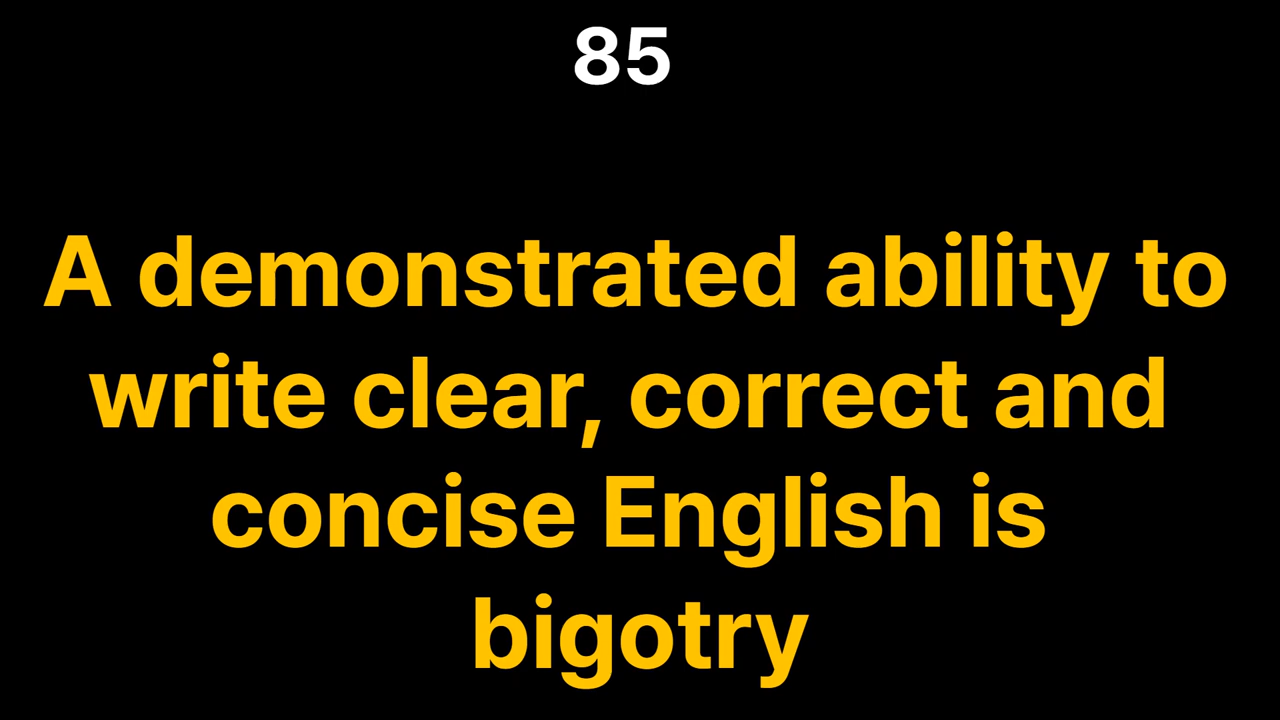 85
A demonstrated ability to
write clear, correct and
concise English is
bigotry